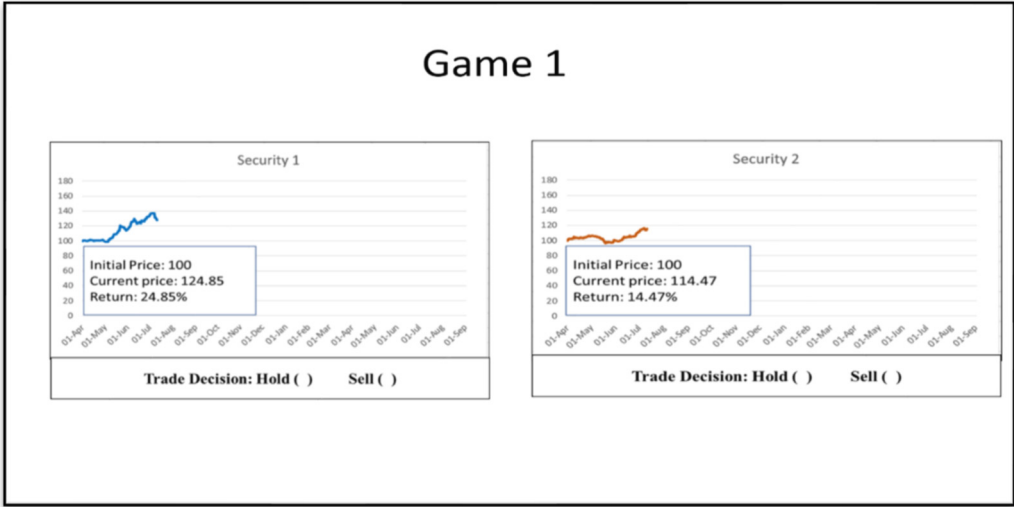 Game 1
Security 1
180
160
140
120
100
80
60
40
20
0
Initial Price: 100
Current price: 124.85
Return: 24.85%
01-Apr
01-May
01-Jun
01-Jul
01-Aug
01-Sep
01-Oct
01-Nov
01-Dec
01-Jan
01-Feb
01-Mar
01-Apr
01-May
01-Jun
01-Jul
01-Aug
01-Sep
Trade Decision: Hold ( ) Sell ( )
Security 2
180
160
140
120
100
80
60
40
20
0
Initial Price: 100
Current price: 114.47
Return: 14.47%
01-Apr
01-May
01-Jun
01-Jul
01-Aug
01-Sep
01-Oct
01-Nov
01-Dec
01-Jan
01-Feb
01-Mar
01-Apr
01-May
01-Jun
01-Jul
01-Aug
01-Sep
Trade Decision: Hold ( ) Sell ( )